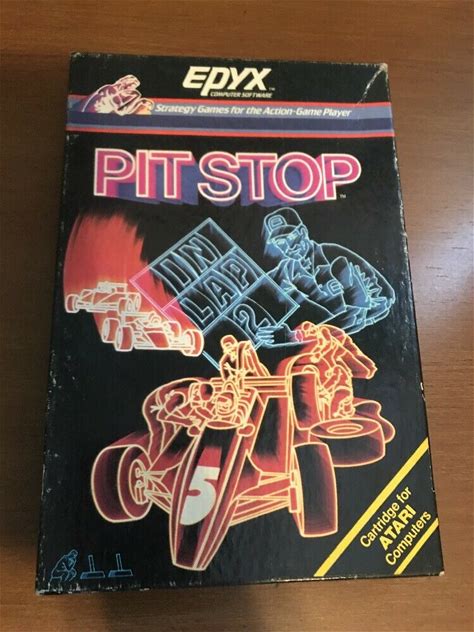 EPYX
COMPUTER SOFTWARE
Strategy Games for the Action-Game Player
PIT STOP™
IN
LAP
2
5
Cartridge for
ATARI
Computers